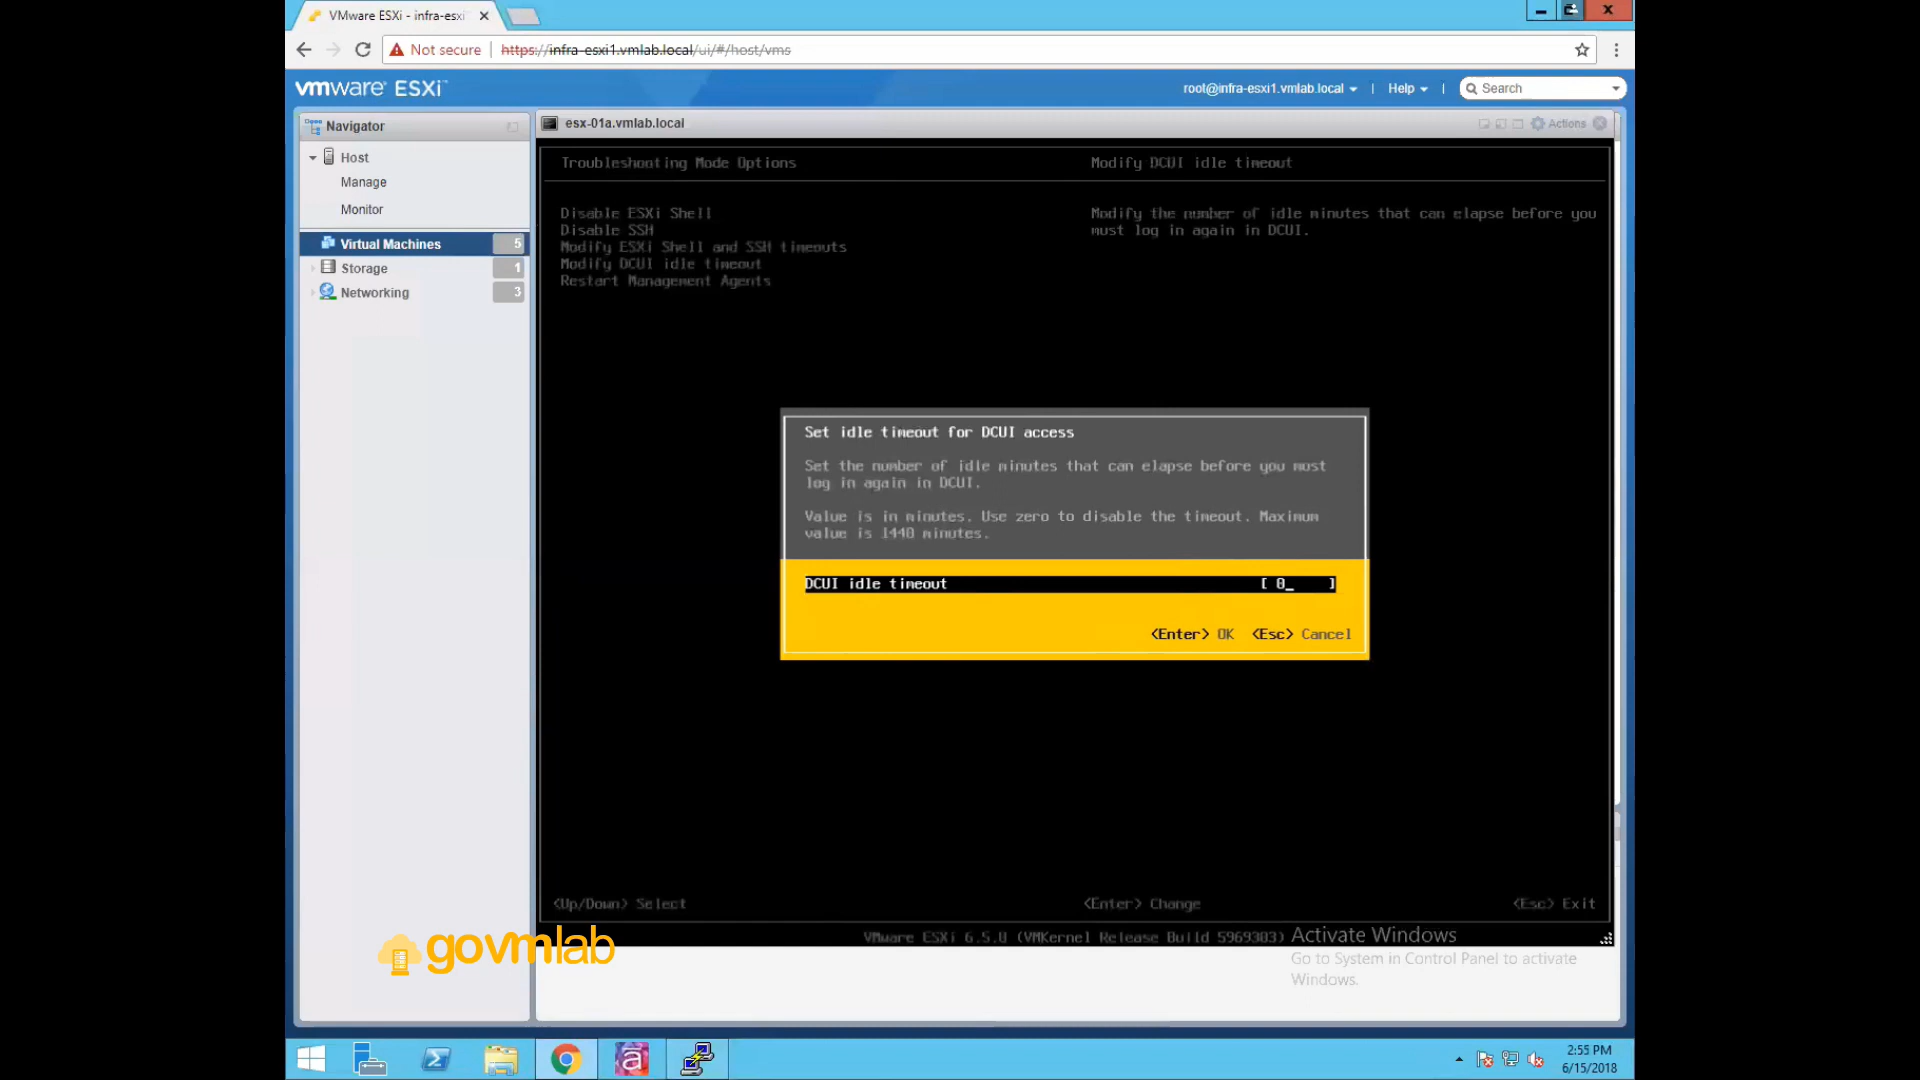 VMware ESXi - infra-esxi
Not secure | https://infra-esxi1.vmlab.local/ui/#/host/vms
vmware ESXi
root@infra-esxi1.vmlab.local | Help | Search
Navigator
Host
Manage
Monitor
Virtual Machines 5
Storage 1
Networking 3
esx-01a.vmlab.local Actions
Troubleshooting Mode Options
Modify DCUI idle timeout
Disable ESXi Shell
Disable SSH
Modify ESXi Shell and SSH timeouts
Modify DCUI idle timeout
Restart Management Agents
Modify the number of idle minutes that can elapse before you
must log in again in DCUI.
Set idle timeout for DCUI access
Set the number of idle minutes that can elapse before you must
log in again in DCUI.
Value is in minutes. Use zero to disable the timeout. Maximum
value is 1440 minutes.
DCUI idle timeout [ 0_ ]
<Enter> OK <Esc> Cancel
<Up/Down> Select
<Enter> Change
<Esc> Exit
VMware ESXi 6.5.0 (VMKernel Release Build 5969303)
govmlab
Activate Windows
Go to System in Control Panel to activate
Windows.
2:55 PM
6/15/2018